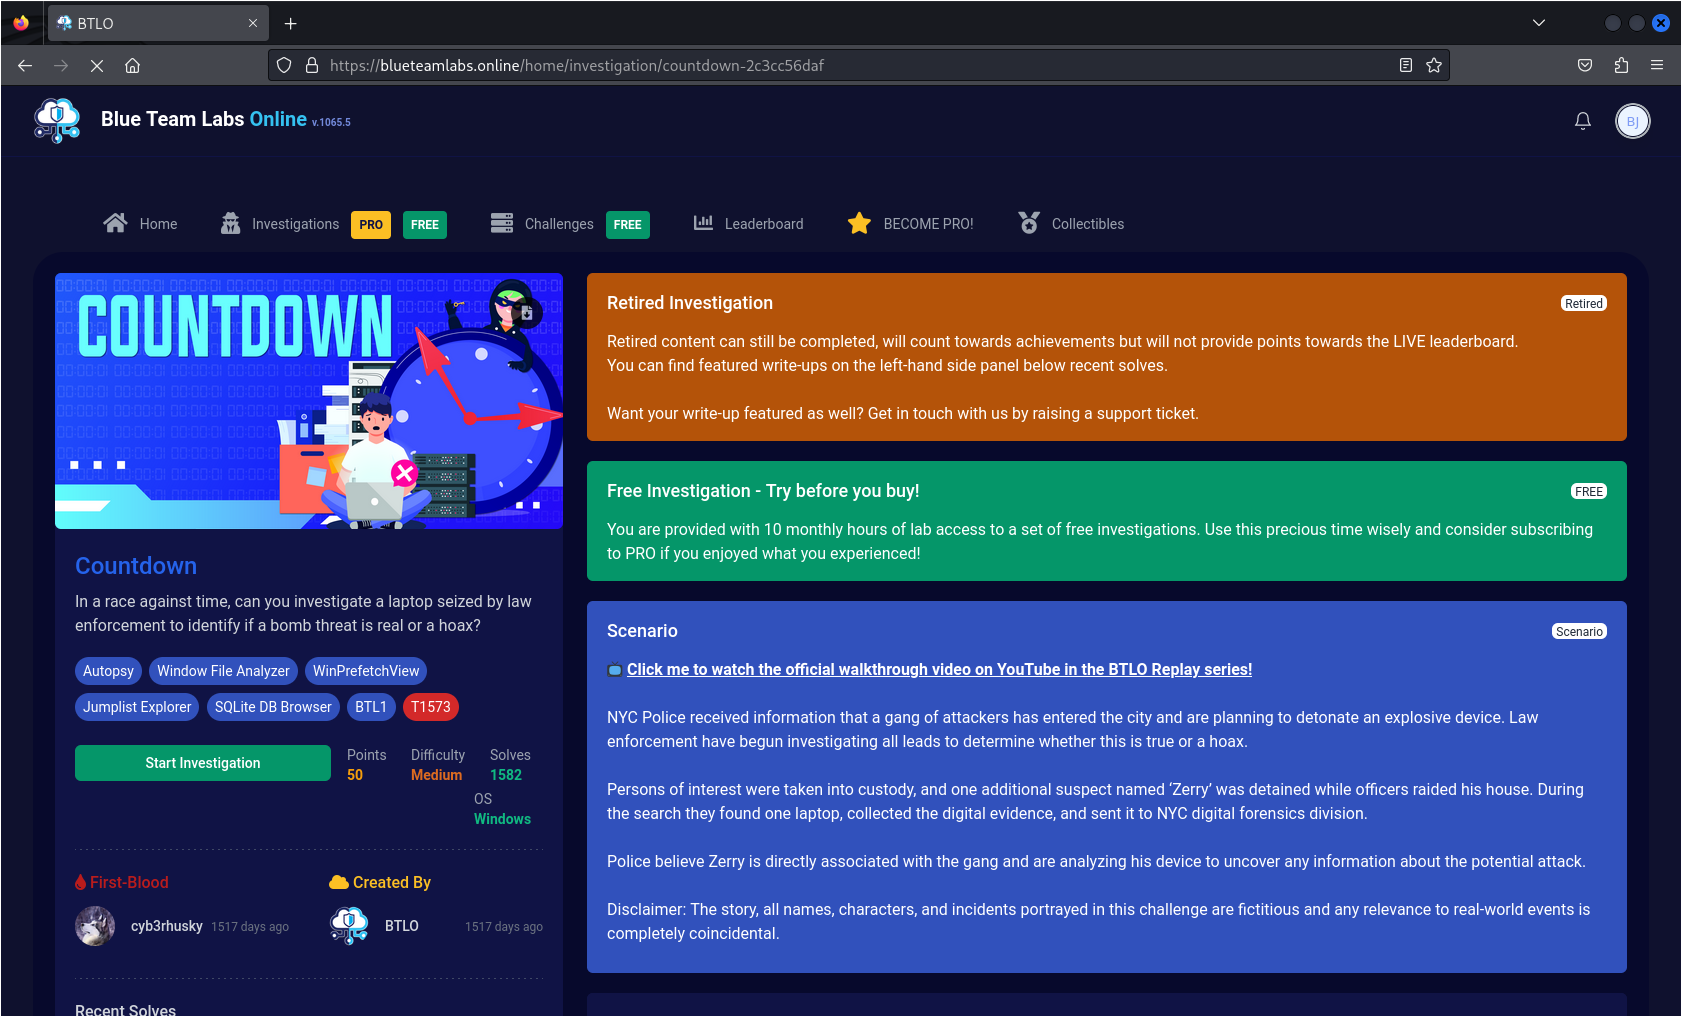 BTLO
https://blueteamlabs.online/home/investigation/countdown-2c3cc56daf
Blue Team Labs Online v.1065.5
BJ
Home
Investigations PRO FREE
Challenges FREE
Leaderboard
BECOME PRO!
Collectibles
COUNTDOWN
Countdown
In a race against time, can you investigate a laptop seized by law
enforcement to identify if a bomb threat is real or a hoax?
Autopsy Window File Analyzer WinPrefetchView
Jumplist Explorer SQLite DB Browser BTL1 T1573
Start Investigation
Points
50
Difficulty
Medium
Solves
1582
OS
Windows
First-Blood
cyb3rhusky 1517 days ago
Created By
BTLO 1517 days ago
Recent Solves
Retired Investigation
Retired
Retired content can still be completed, will count towards achievements but will not provide points towards the LIVE leaderboard.
You can find featured write-ups on the left-hand side panel below recent solves.
Want your write-up featured as well? Get in touch with us by raising a support ticket.
Free Investigation - Try before you buy!
FREE
You are provided with 10 monthly hours of lab access to a set of free investigations. Use this precious time wisely and consider subscribing
to PRO if you enjoyed what you experienced!
Scenario
Scenario
Click me to watch the official walkthrough video on YouTube in the BTLO Replay series!
NYC Police received information that a gang of attackers has entered the city and are planning to detonate an explosive device. Law
enforcement have begun investigating all leads to determine whether this is true or a hoax.
Persons of interest were taken into custody, and one additional suspect named ‘Zerry’ was detained while officers raided his house. During
the search they found one laptop, collected the digital evidence, and sent it to NYC digital forensics division.
Police believe Zerry is directly associated with the gang and are analyzing his device to uncover any information about the potential attack.
Disclaimer: The story, all names, characters, and incidents portrayed in this challenge are fictitious and any relevance to real-world events is
completely coincidental.